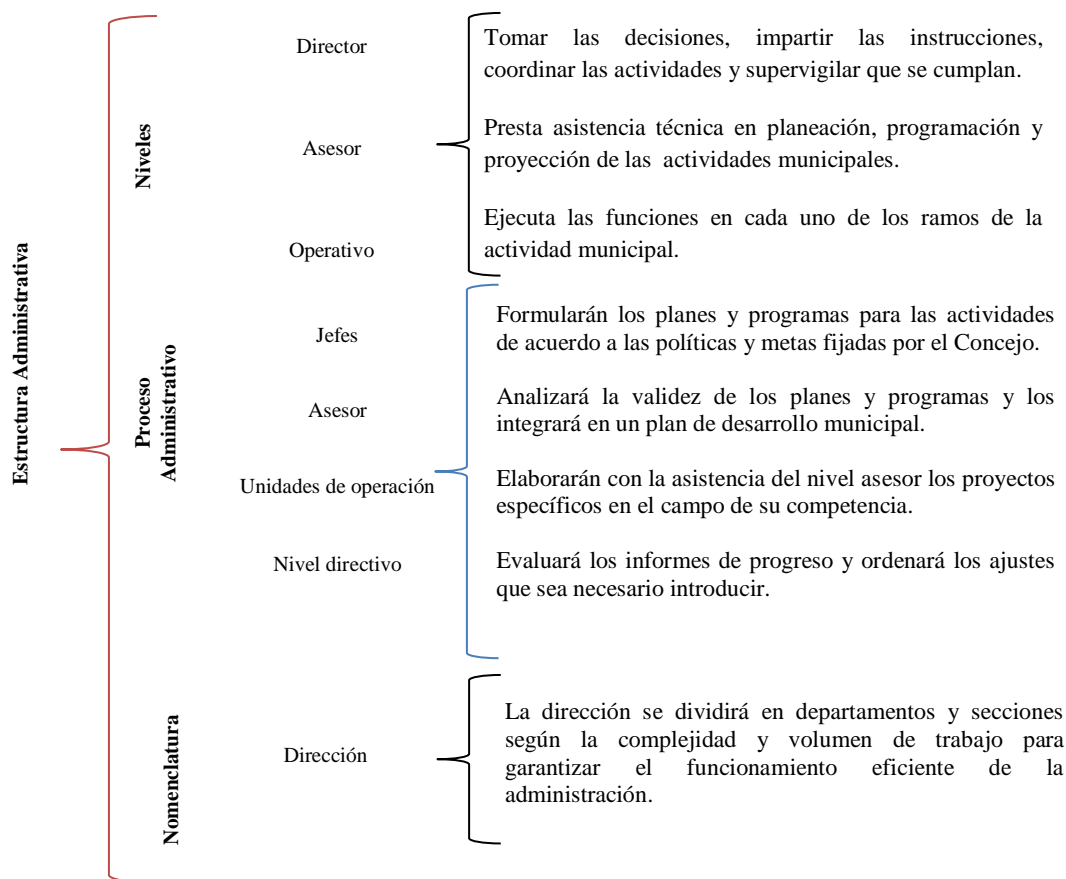 Estructura Administrativa
Niveles
Director
Tomar las decisiones, impartir las instrucciones,
coordinar las actividades y supervigilar que se cumplan.
Asesor
Presta asistencia técnica en planeación, programación y
proyección de las actividades municipales.
Operativo
Ejecuta las funciones en cada uno de los ramos de la
actividad municipal.
Proceso
Administrativo
Jefes
Formularán los planes y programas para las actividades
de acuerdo a las políticas y metas fijadas por el Concejo.
Asesor
Analizará la validez de los planes y programas y los
integrará en un plan de desarrollo municipal.
Unidades de operación
Elaborarán con la asistencia del nivel asesor los proyectos
específicos en el campo de su competencia.
Nivel directivo
Evaluará los informes de progreso y ordenará los ajustes
que sea necesario introducir.
Nomenclatura
Dirección
La dirección se dividirá en departamentos y secciones
según la complejidad y volumen de trabajo para
garantizar el funcionamiento eficiente de la
administración.